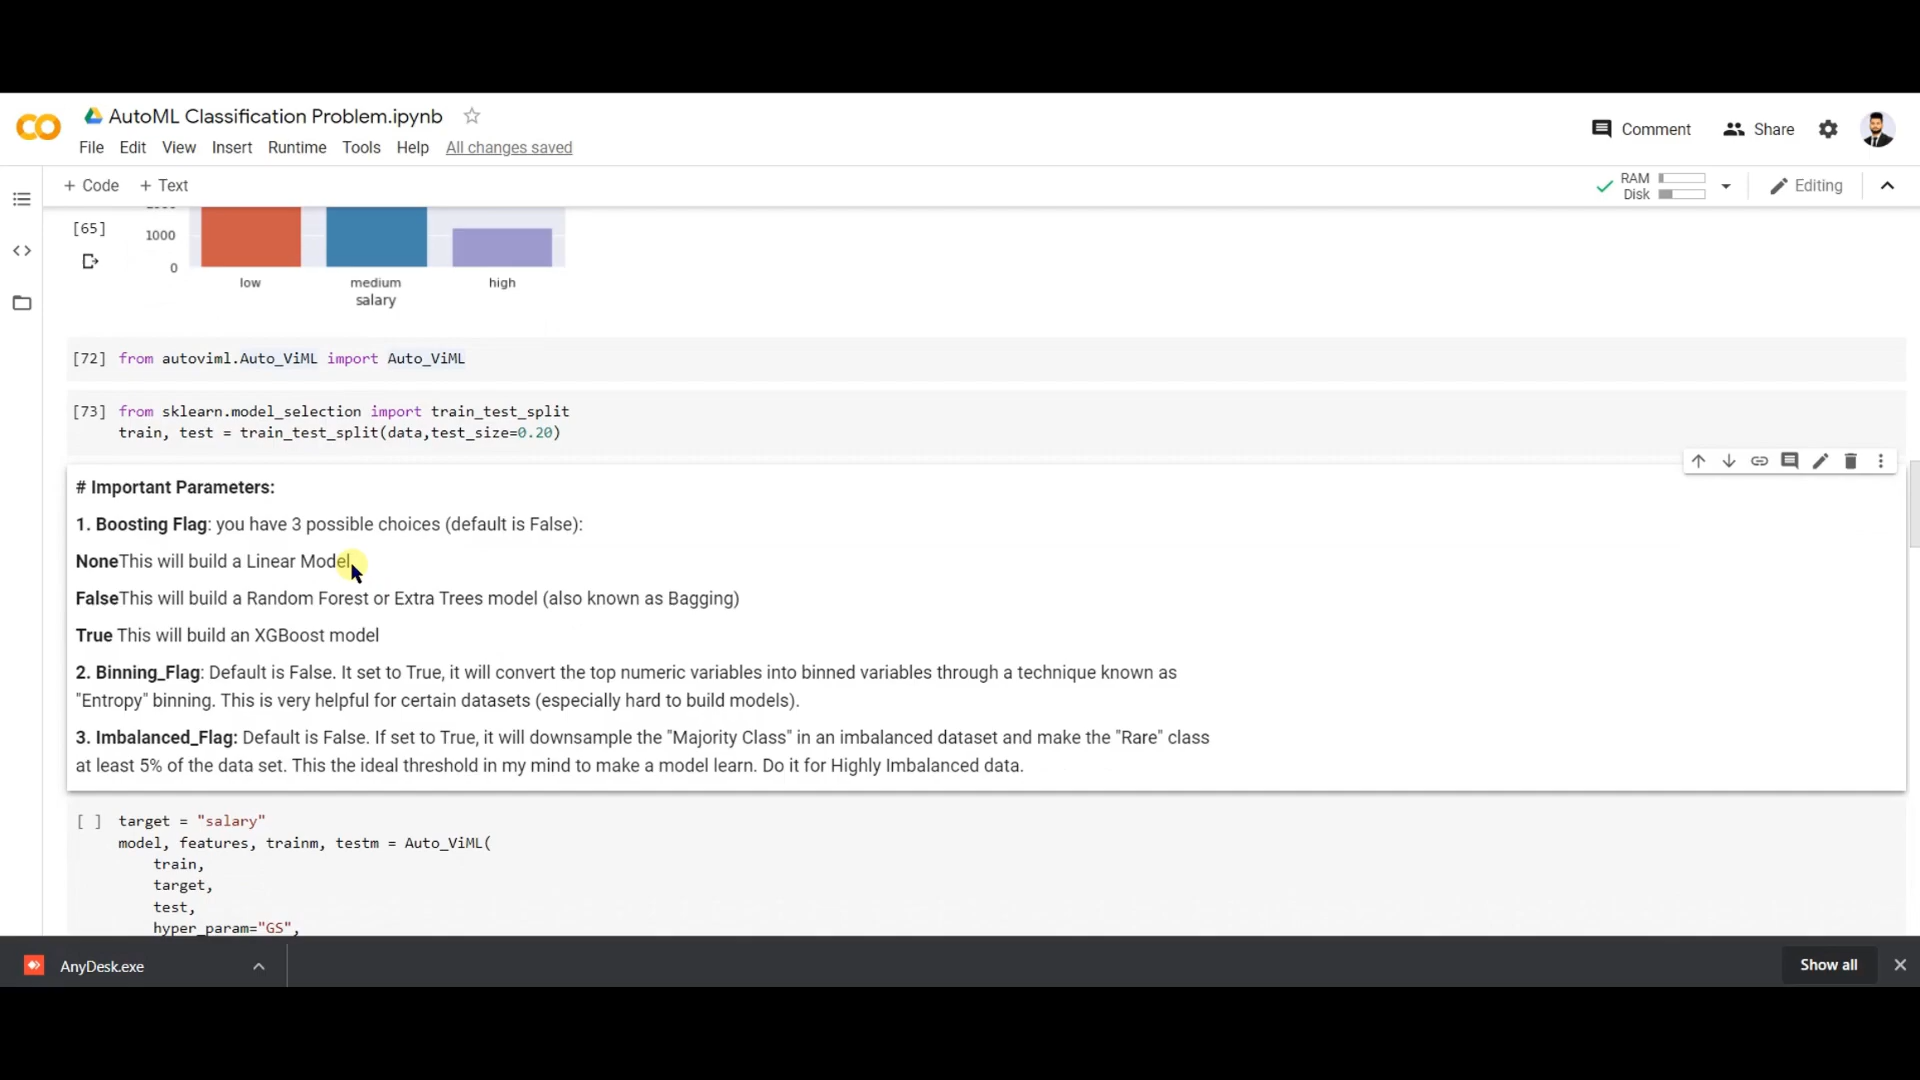 AutoML Classification Problem.ipynb
File Edit View Insert Runtime Tools Help All changes saved
Comment Share
+ Code + Text
RAM
Disk
Editing
[65]
1000
0
low medium high
salary
[72] from autoviml.Auto_ViML import Auto_ViML
[73] from sklearn.model_selection import train_test_split
train, test = train_test_split(data,test_size=0.20)
# Important Parameters:
1. Boosting Flag: you have 3 possible choices (default is False):
NoneThis will build a Linear Model
FalseThis will build a Random Forest or Extra Trees model (also known as Bagging)
True This will build an XGBoost model
2. Binning_Flag: Default is False. It set to True, it will convert the top numeric variables into binned variables through a technique known as
"Entropy" binning. This is very helpful for certain datasets (especially hard to build models).
3. Imbalanced_Flag: Default is False. If set to True, it will downsample the "Majority Class" in an imbalanced dataset and make the "Rare" class
at least 5% of the data set. This the ideal threshold in my mind to make a model learn. Do it for Highly Imbalanced data.
[ ] target = "salary"
model, features, trainm, testm = Auto_ViML(
train,
target,
test,
hyper_param="GS",
AnyDesk.exe
Show all